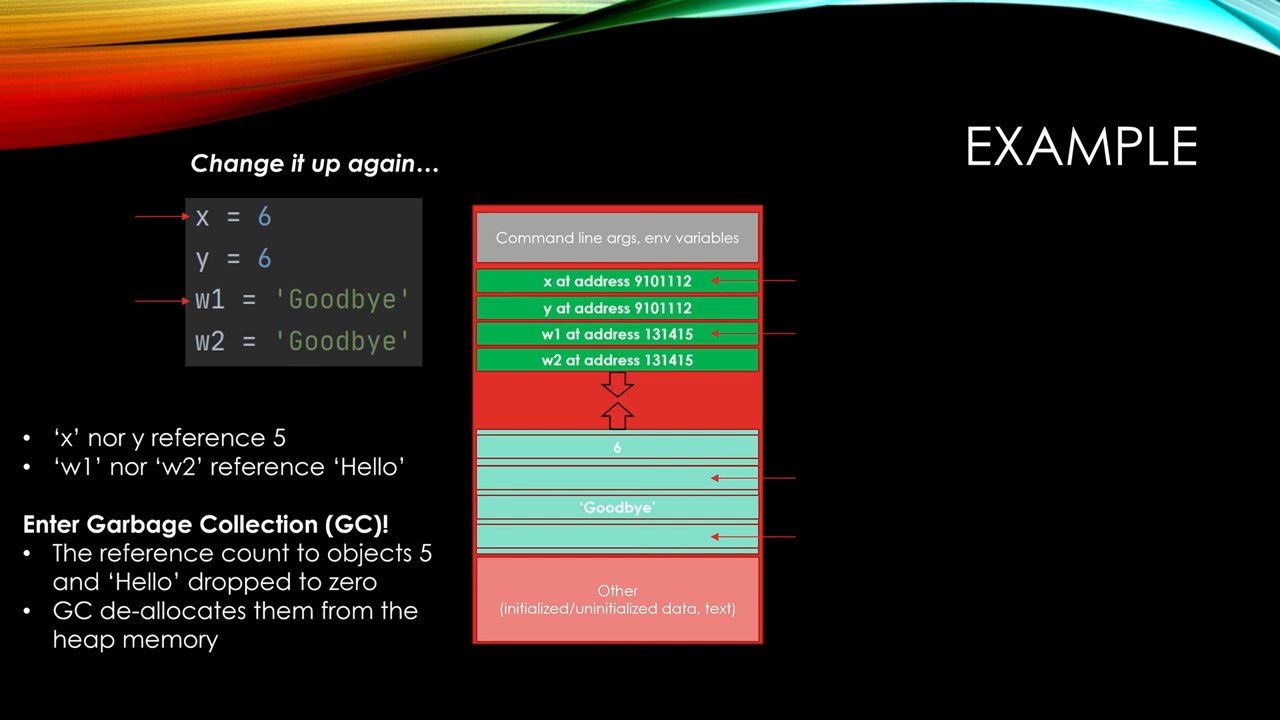 EXAMPLE
Change it up again...
x = 6
y = 6
w1 = 'Goodbye'
w2 = 'Goodbye'
• ‘x’ nor y reference 5
• ‘w1’ nor ‘w2’ reference ‘Hello’
Enter Garbage Collection (GC)!
• The reference count to objects 5
and ‘Hello’ dropped to zero
• GC de-allocates them from the
heap memory
Command line args, env variables
x at address 9101112
y at address 9101112
w1 at address 131415
w2 at address 131415
6
‘Goodbye’
Other
(initialized/uninitialized data, text)